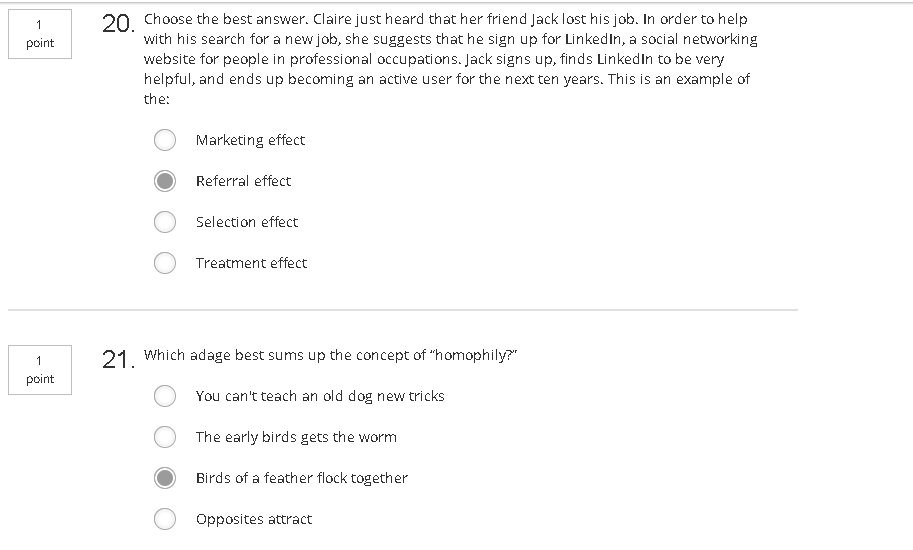 1
point
20. Choose the best answer. Claire just heard that her friend Jack lost his job. In order to help
with his search for a new job, she suggests that he sign up for LinkedIn, a social networking
website for people in professional occupations. Jack signs up, finds LinkedIn to be very
helpful, and ends up becoming an active user for the next ten years. This is an example of
the:
Marketing effect
Referral effect
Selection effect
Treatment effect
1
point
21. Which adage best sums up the concept of “homophily?”
You can't teach an old dog new tricks
The early birds gets the worm
Birds of a feather flock together
Opposites attract